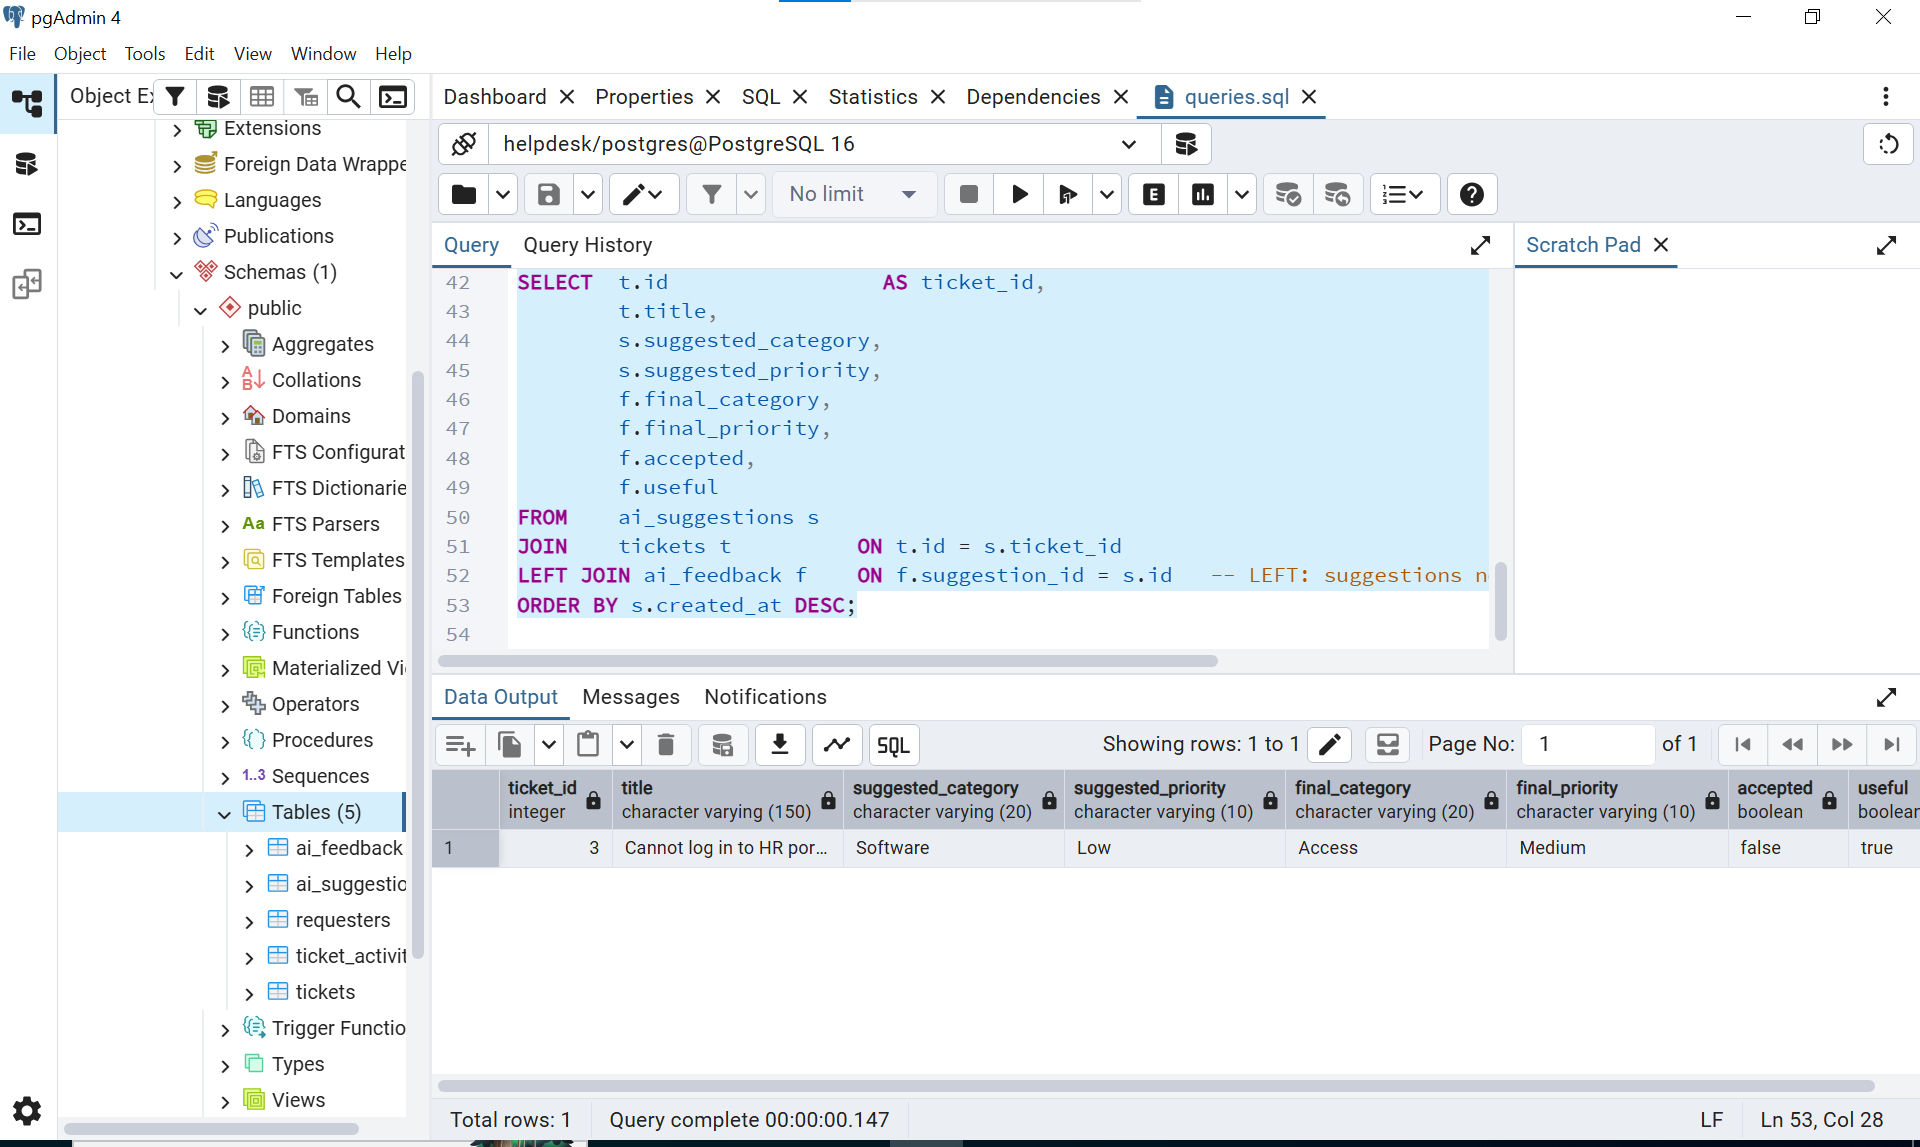 pgAdmin 4
File Object Tools Edit View Window Help
Object Ex
Extensions
Foreign Data Wrappe
Languages
Publications
Schemas (1)
public
Aggregates
Collations
Domains
FTS Configurat
FTS Dictionarie
Aa FTS Parsers
FTS Templates
Foreign Tables
Functions
Materialized Vi
Operators
Procedures
1..3 Sequences
Tables (5)
ai_feedback
ai_suggestio
requesters
ticket_activit
tickets
Trigger Functio
Types
Views
Dashboard Properties SQL Statistics Dependencies queries.sql
helpdesk/postgres@PostgreSQL 16
No limit E
Query Query History
42 SELECT t.id AS ticket_id,
43 t.title,
44 s.suggested_category,
45 s.suggested_priority,
46 f.final_category,
47 f.final_priority,
48 f.accepted,
49 f.useful
50 FROM ai_suggestions s
51 JOIN tickets t ON t.id = s.ticket_id
52 LEFT JOIN ai_feedback f ON f.suggestion_id = s.id -- LEFT: suggestions n
53 ORDER BY s.created_at DESC;
54
Scratch Pad
Data Output Messages Notifications
SQL Showing rows: 1 to 1 Page No: 1 of 1
ticket_id title suggested_category suggested_priority final_category final_priority accepted useful
integer character varying (150) character varying (20) character varying (10) character varying (20) character varying (10) boolean boolean
1 3 Cannot log in to HR por... Software Low Access Medium false true
Total rows: 1 Query complete 00:00:00.147 LF Ln 53, Col 28